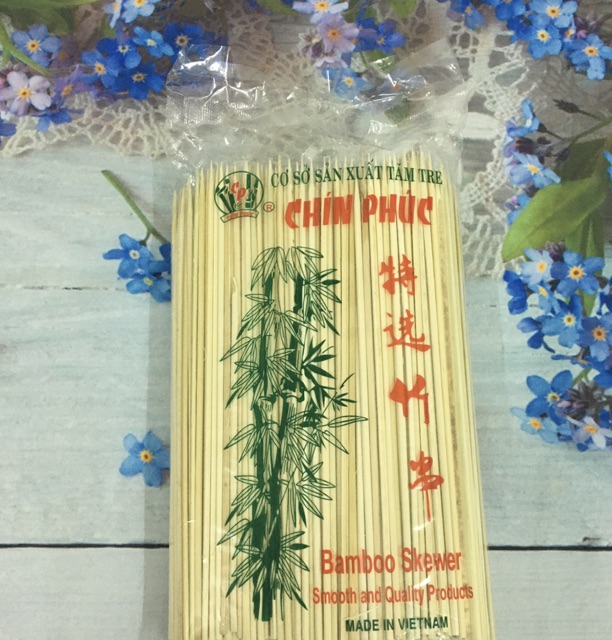 CƠ SỞ SẢN XUẤT TĂM TRE
CP ®
CHÍN PHÚC
特选竹串
Bamboo Skewer
Smooth and Quality Products
MADE IN VIETNAM